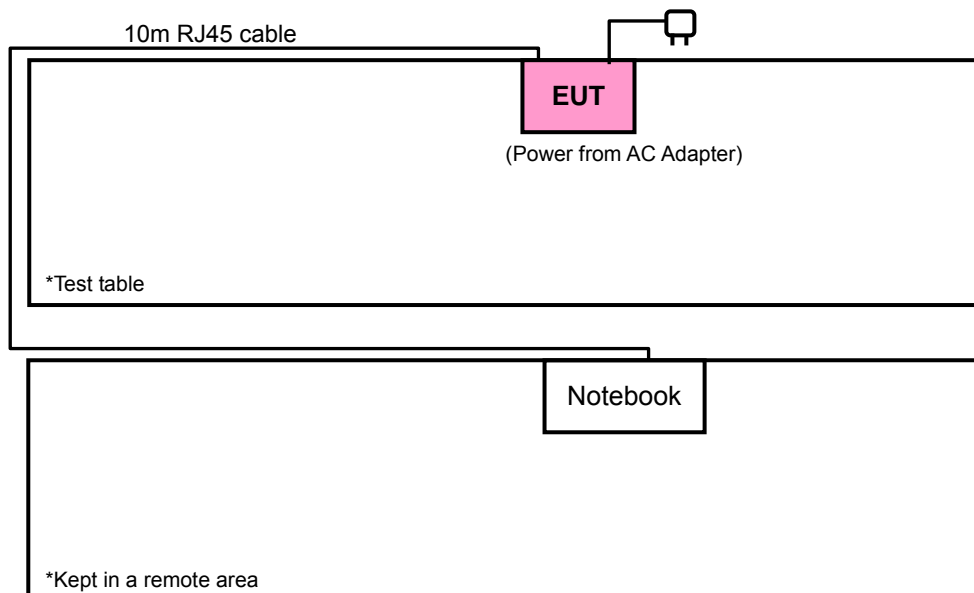 10m RJ45 cable
EUT
(Power from AC Adapter)
*Test table
Notebook
*Kept in a remote area